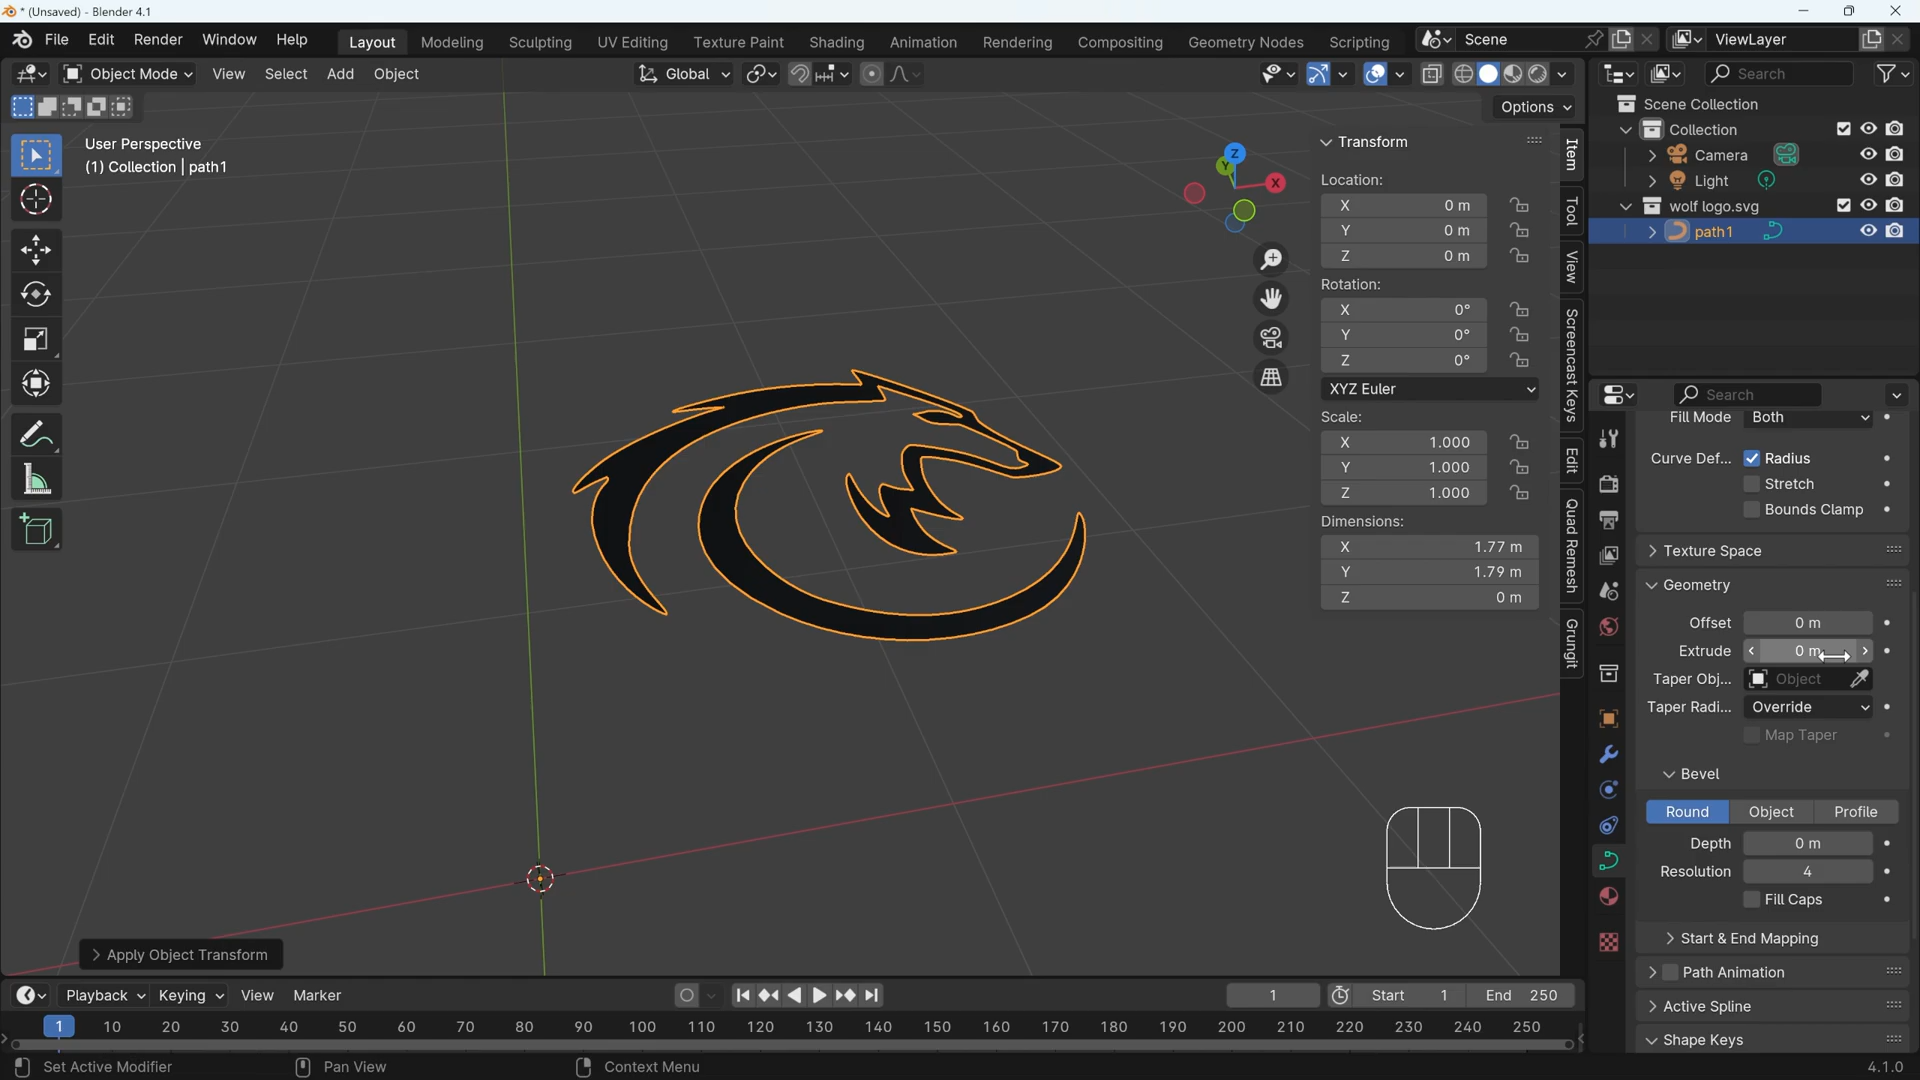 * (Unsaved) - Blender 4.1
File Edit Render Window Help Layout Modeling Sculpting UV Editing Texture Paint Shading Animation Rendering Compositing Geometry Nodes Scripting Scene ViewLayer
Object Mode View Select Add Object Global Search
Options
User Perspective
(1) Collection | path1
Z
Y
X
Transform
Location:
X 0 m
Y 0 m
Z 0 m
Rotation:
X 0°
Y 0°
Z 0°
XYZ Euler
Scale:
X 1.000
Y 1.000
Z 1.000
Dimensions:
X 1.77 m
Y 1.79 m
Z 0 m
Item
Tool
View
Screencast Keys
Edit
Quad Remesh
Grungit
Scene Collection
Collection
Camera
Light
wolf logo.svg
path1
Search
Fill Mode Both
Curve Def... Radius
Stretch
Bounds Clamp
Texture Space
Geometry
Offset 0 m
Extrude 0 m
Taper Obj... Object
Taper Radi... Override
Map Taper
Bevel
Round Object Profile
Depth 0 m
Resolution 4
Fill Caps
Start & End Mapping
Path Animation
Active Spline
Shape Keys
Apply Object Transform
Playback Keying View Marker 1 Start 1 End 250
1 10 20 30 40 50 60 70 80 90 100 110 120 130 140 150 160 170 180 190 200 210 220 230 240 250
Set Active Modifier Pan View Context Menu 4.1.0